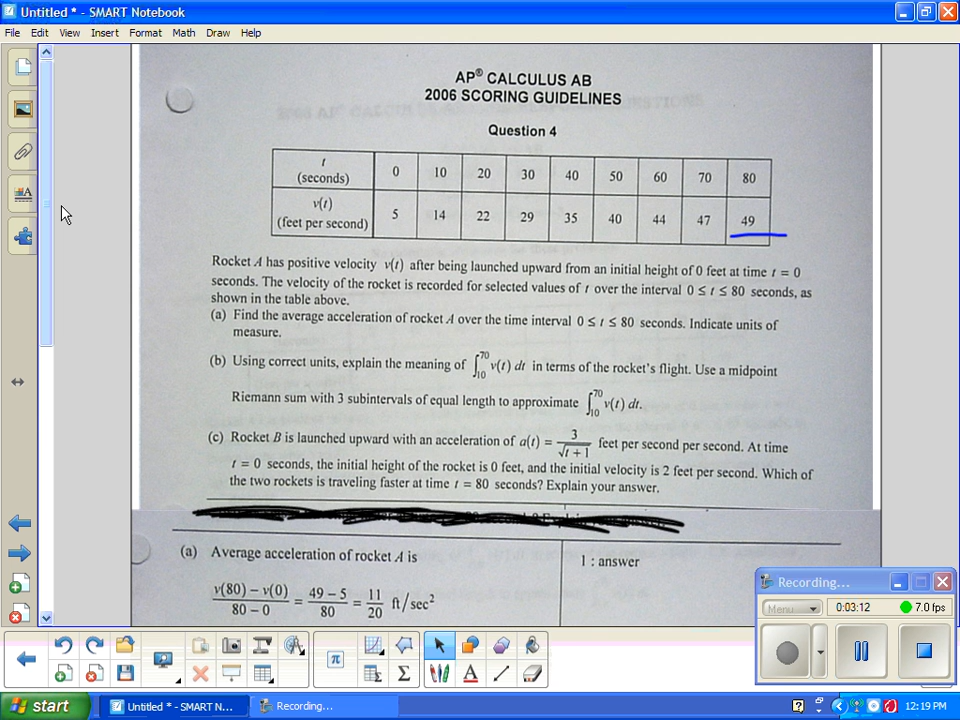 Untitled * - SMART Notebook
File Edit View Insert Format Math Draw Help
AP® CALCULUS AB
2006 SCORING GUIDELINES
Question 4
t (seconds) 0 10 20 30 40 50 60 70 80
v(t) (feet per second) 5 14 22 29 35 40 44 47 49
Rocket A has positive velocity v(t) after being launched upward from an initial height of 0 feet at time t = 0
seconds. The velocity of the rocket is recorded for selected values of t over the interval 0 ≤ t ≤ 80 seconds, as
shown in the table above.
(a) Find the average acceleration of rocket A over the time interval 0 ≤ t ≤ 80 seconds. Indicate units of
measure.
(b) Using correct units, explain the meaning of ∫₁₀⁷⁰ v(t) dt in terms of the rocket's flight. Use a midpoint
Riemann sum with 3 subintervals of equal length to approximate ∫₁₀⁷⁰ v(t) dt.
(c) Rocket B is launched upward with an acceleration of a(t) = 3/√(t + 1) feet per second per second. At time
t = 0 seconds, the initial height of the rocket is 0 feet, and the initial velocity is 2 feet per second. Which of
the two rockets is traveling faster at time t = 80 seconds? Explain your answer.
(a) Average acceleration of rocket A is
1 : answer
(v(80) − v(0))/(80 − 0) = (49 − 5)/80 = 11/20 ft/sec²
Recording...
Menu
0:03:12
7.0 fps
π
Σ
A
start
Untitled * - SMART N...
Recording...
12:19 PM